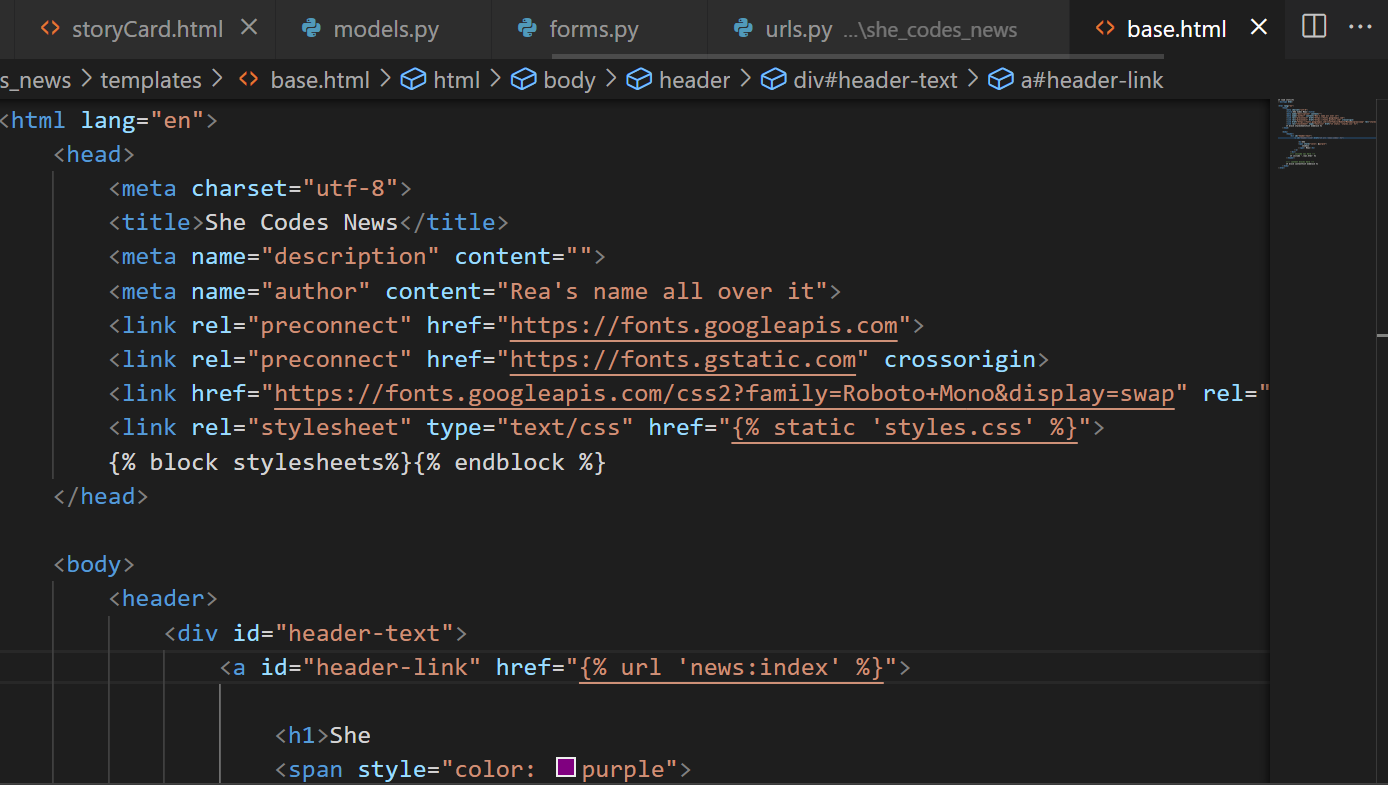 storyCard.html models.py forms.py urls.py ...\she_codes_news base.html
s_news > templates > base.html > html > body > header > div#header-text > a#header-link
<html lang="en">
<head>
<meta charset="utf-8">
<title>She Codes News</title>
<meta name="description" content="">
<meta name="author" content="Rea's name all over it">
<link rel="preconnect" href="https://fonts.googleapis.com">
<link rel="preconnect" href="https://fonts.gstatic.com" crossorigin>
<link href="https://fonts.googleapis.com/css2?family=Roboto+Mono&display=swap" rel="
<link rel="stylesheet" type="text/css" href="{% static 'styles.css' %}">
{% block stylesheets%}{% endblock %}
</head>
<body>
<header>
<div id="header-text">
<a id="header-link" href="{% url 'news:index' %}">
<h1>She
<span style="color: purple">